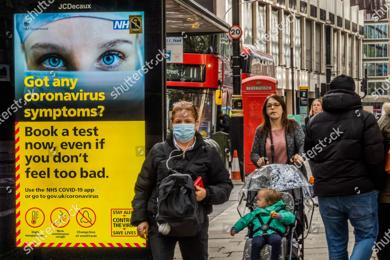 JCDecaux
NHS
Got any
coronavirus
symptoms?
Book a test
now, even if
you don't
feel too bad.
Use the NHS COVID-19 app
or go to gov.uk/coronavirus
STAY ALERT
CONTROL
THE VIRUS
SAVE LIVES
20
shutterstock